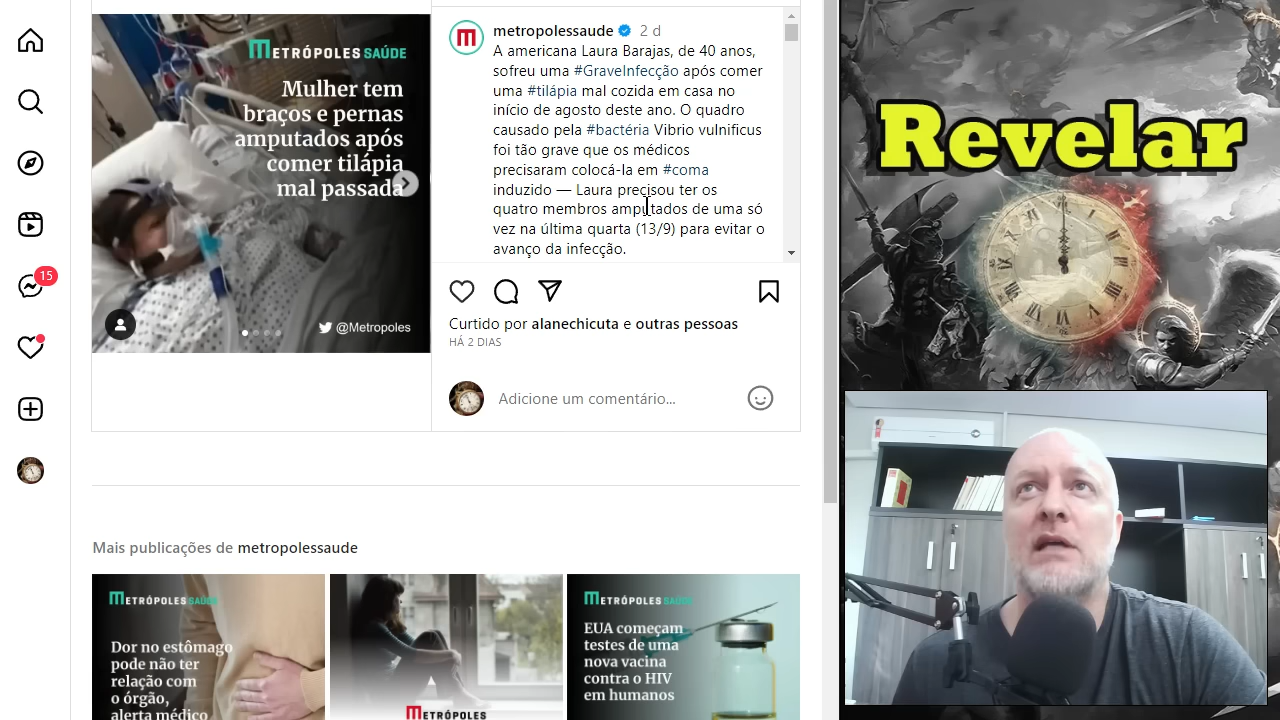 METRÓPOLES SAÚDE
Mulher tem
braços e pernas
amputados após
comer tilápia
mal passada
@Metropoles
metropolessaude 2 d
A americana Laura Barajas, de 40 anos,
sofreu uma #GraveInfecção após comer
uma #tilápia mal cozida em casa no
início de agosto deste ano. O quadro
causado pela #bactéria Vibrio vulnificus
foi tão grave que os médicos
precisaram colocá-la em #coma
induzido — Laura precisou ter os
quatro membros amputados de uma só
vez na última quarta (13/9) para evitar o
avanço da infecção.
15
Curtido por alanechicuta e outras pessoas
HÁ 2 DIAS
Adicione um comentário...
Mais publicações de metropolessaude
METRÓPOLES SAÚDE
Dor no estômago
pode não ter
relação com
o órgão,
alerta médico
METRÓPOLES
METRÓPOLES SAÚDE
EUA começam
testes de uma
nova vacina
contra o HIV
em humanos
Revelar